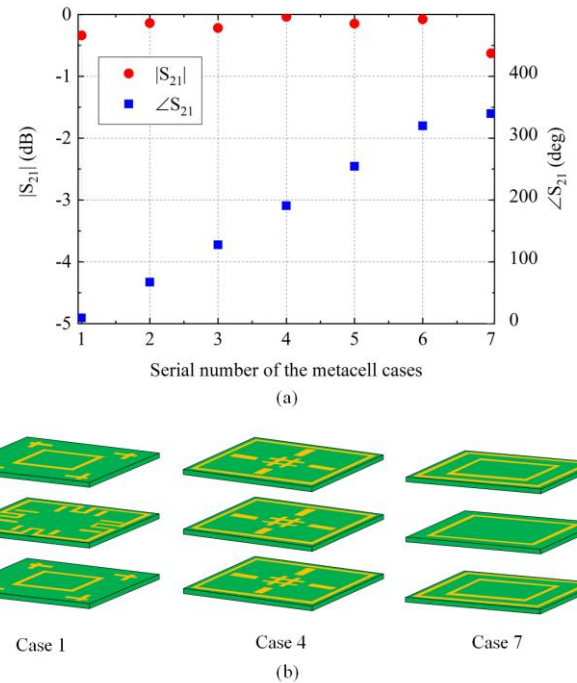 0
-1
-2
-3
-4
-5
|S21|
∠S21
|S21| (dB)
400
300
200
100
0
∠S21 (deg)
1 2 3 4 5 6 7
Serial number of the metacell cases
(a)
Case 1 Case 4 Case 7
(b)